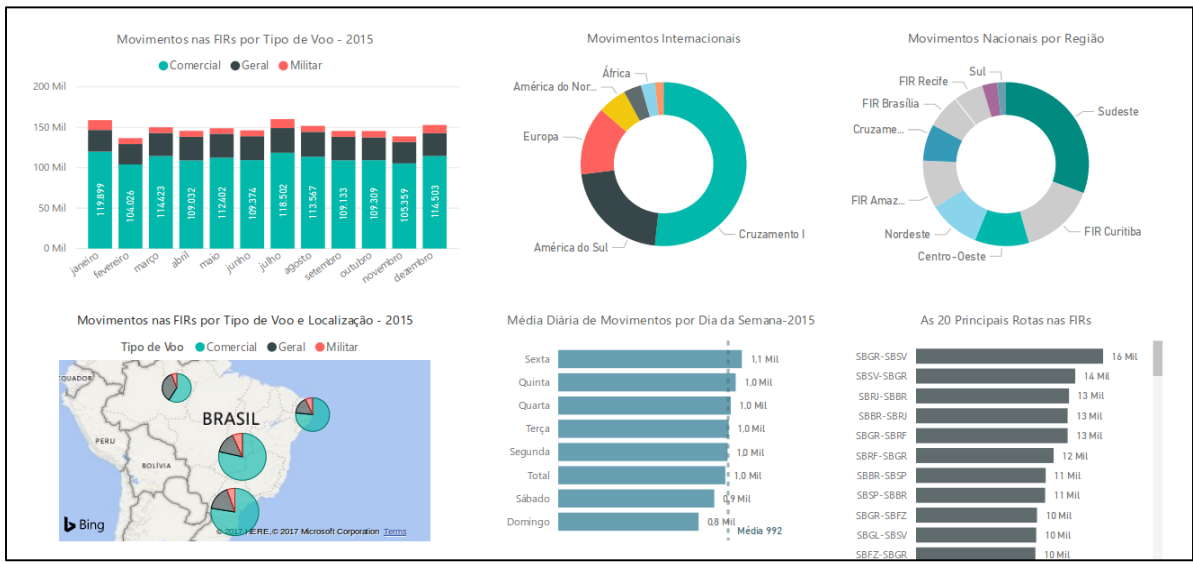 Movimentos nas FIRs por Tipo de Voo - 2015
Comercial Geral Militar
200 Mil
150 Mil
100 Mil
50 Mil
0 Mil
119.899
104.026
114.423
109.032
112.402
109.374
118.502
113.567
109.133
109.309
105.359
114.503
janeiro
fevereiro
março
abril
maio
junho
julho
agosto
setembro
outubro
novembro
dezembro
Movimentos Internacionais
África
América do Nor...
Europa
América do Sul
Cruzamento I
Movimentos Nacionais por Região
Sul
FIR Recife
FIR Brasília
Cruzame...
FIR Amaz...
Nordeste
Centro-Oeste
FIR Curitiba
Sudeste
Movimentos nas FIRs por Tipo de Voo e Localização - 2015
Tipo de Voo Comercial Geral Militar
EQUADOR
BRASIL
PERU
BOLÍVIA
Bing
© 2017 HERE, © 2017 Microsoft Corporation Terms
Média Diária de Movimentos por Dia da Semana-2015
Sexta 1,1 Mil
Quinta 1,0 Mil
Quarta 1,0 Mil
Terça 1,0 Mil
Segunda 1,0 Mil
Total 1,0 Mil
Sábado 0,9 Mil
Domingo 0,8 Mil
Média 992
As 20 Principais Rotas nas FIRs
SBGR-SBSV 16 Mil
SBSV-SBGR 14 Mil
SBRJ-SBBR 13 Mil
SBBR-SBRJ 13 Mil
SBGR-SBRF 13 Mil
SBRF-SBGR 12 Mil
SBBR-SBSP 11 Mil
SBSP-SBBR 11 Mil
SBGR-SBFZ 10 Mil
SBGL-SBSV 10 Mil
SBFZ-SBGR 10 Mil